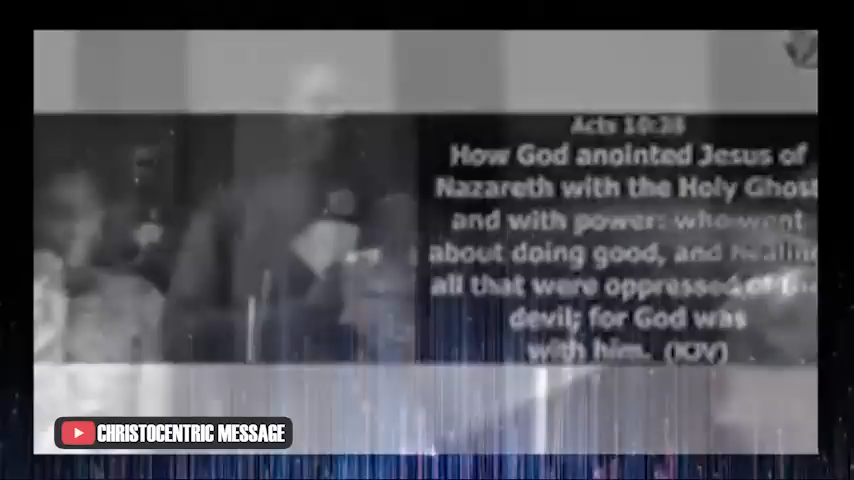 Acts 10:38
How God anointed Jesus of
Nazareth with the Holy Ghost
and with power: who went
about doing good, and healing
all that were oppressed of the
devil; for God was
with him. (KJV)
CHRISTOCENTRIC MESSAGE